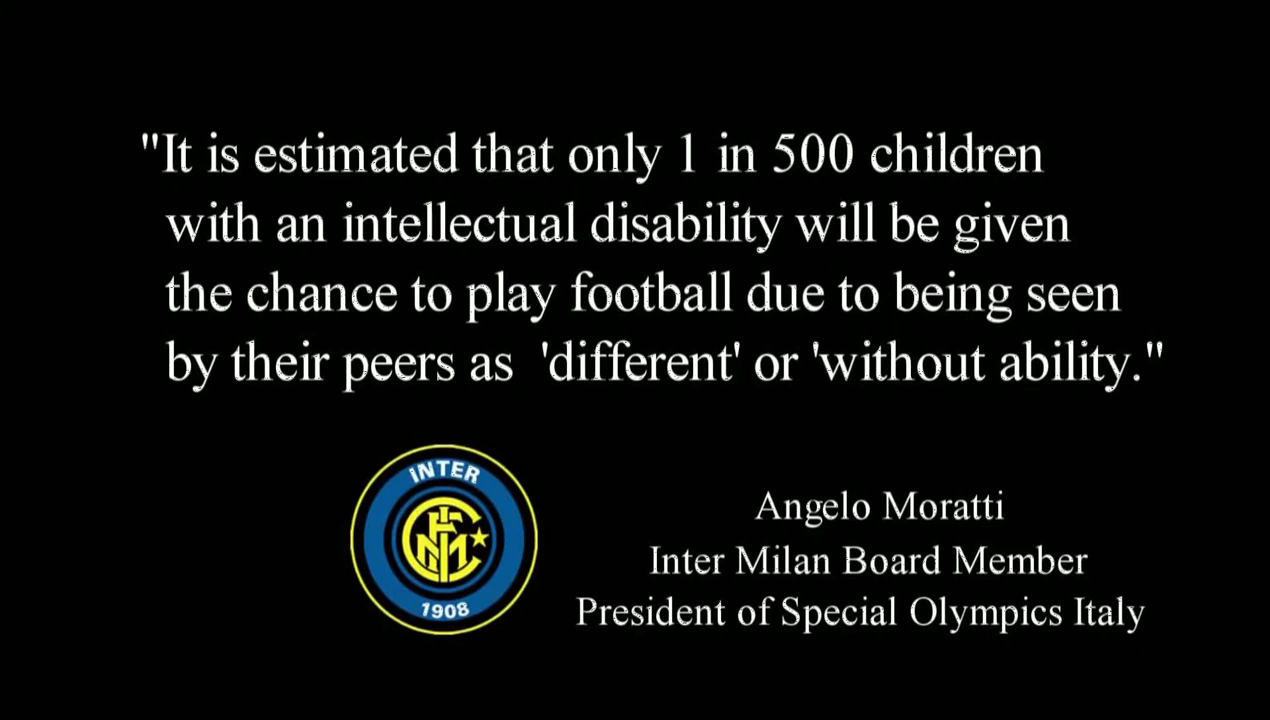 "It is estimated that only 1 in 500 children
with an intellectual disability will be given
the chance to play football due to being seen
by their peers as 'different' or 'without ability."
INTER
FCIM
1908
Angelo Moratti
Inter Milan Board Member
President of Special Olympics Italy